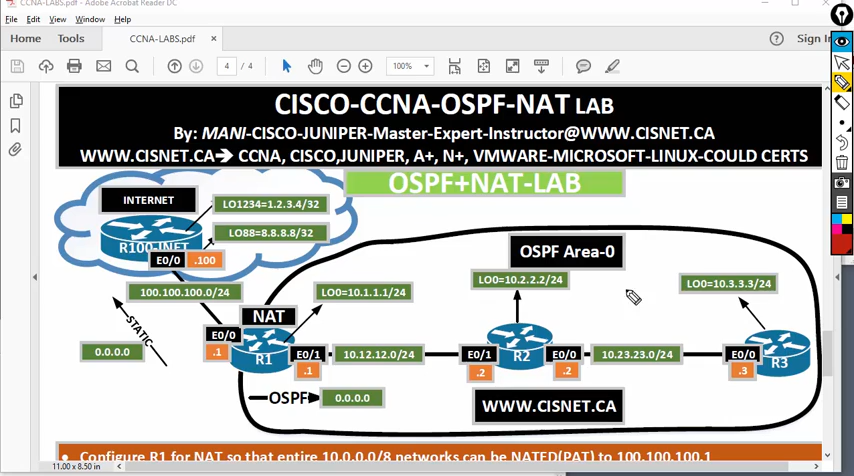 CCNA-LABS.pdf - Adobe Acrobat Reader DC
File Edit View Window Help
Home Tools CCNA-LABS.pdf × Sign In
4 / 4 100%
CISCO-CCNA-OSPF-NAT LAB
By: MANI-CISCO-JUNIPER-Master-Expert-Instructor@WWW.CISNET.CA
WWW.CISNET.CA➔ CCNA, CISCO,JUNIPER, A+, N+, VMWARE-MICROSOFT-LINUX-COULD CERTS
OSPF+NAT-LAB
INTERNET
LO1234=1.2.3.4/32
LO88=8.8.8.8/32
R100-INET
E0/0 .100
OSPF Area-0
100.100.100.0/24
LO0=10.1.1.1/24
LO0=10.2.2.2/24
LO0=10.3.3.3/24
NAT
STATIC
0.0.0.0
E0/0
.1
R1
E0/1
.1
10.12.12.0/24
E0/1
.2
R2
E0/0
.2
10.23.23.0/24
E0/0
.3
R3
OSPF 0.0.0.0
WWW.CISNET.CA
Configure R1 for NAT so that entire 10.0.0.0/8 networks can be NATED(PAT) to 100.100.100.1
11.00 x 8.50 in